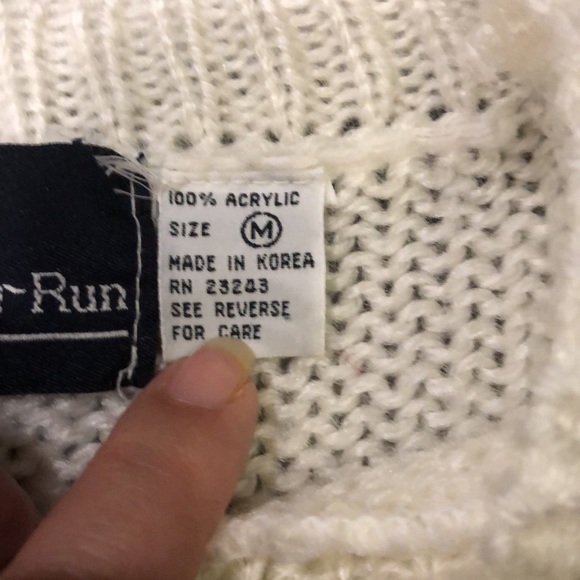 r-Run
100% ACRYLIC
SIZE M
MADE IN KOREA
RN 23243
SEE REVERSE
FOR CARE